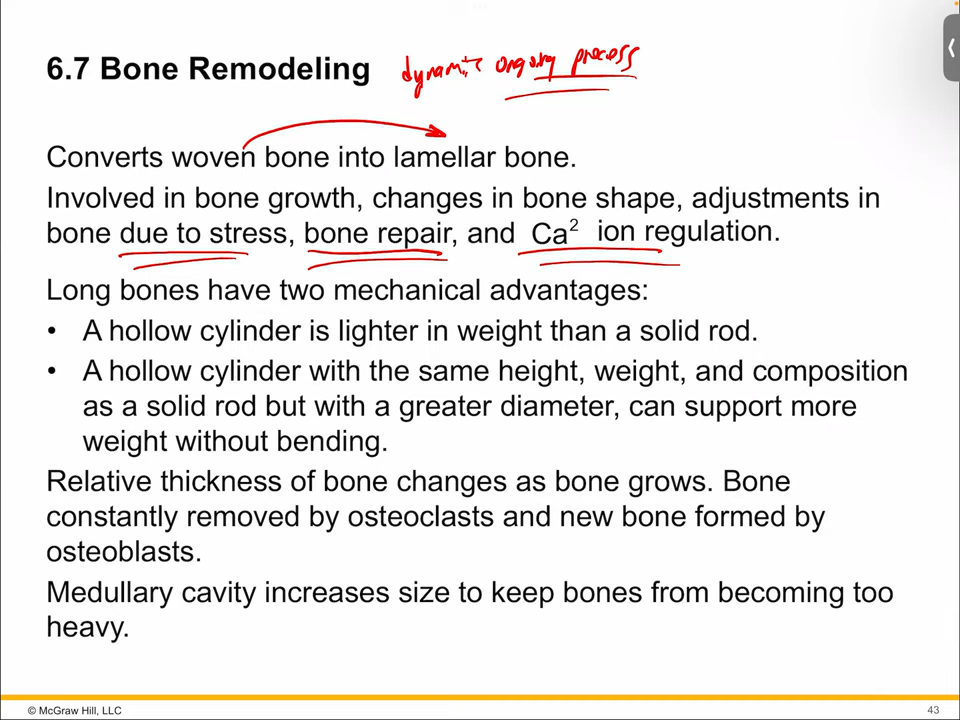 6.7 Bone Remodeling dynamic ongoing process
Converts woven bone into lamellar bone.
Involved in bone growth, changes in bone shape, adjustments in
bone due to stress, bone repair, and Ca² ion regulation.
Long bones have two mechanical advantages:
• A hollow cylinder is lighter in weight than a solid rod.
• A hollow cylinder with the same height, weight, and composition
as a solid rod but with a greater diameter, can support more
weight without bending.
Relative thickness of bone changes as bone grows. Bone
constantly removed by osteoclasts and new bone formed by
osteoblasts.
Medullary cavity increases size to keep bones from becoming too
heavy.
© McGraw Hill, LLC 43